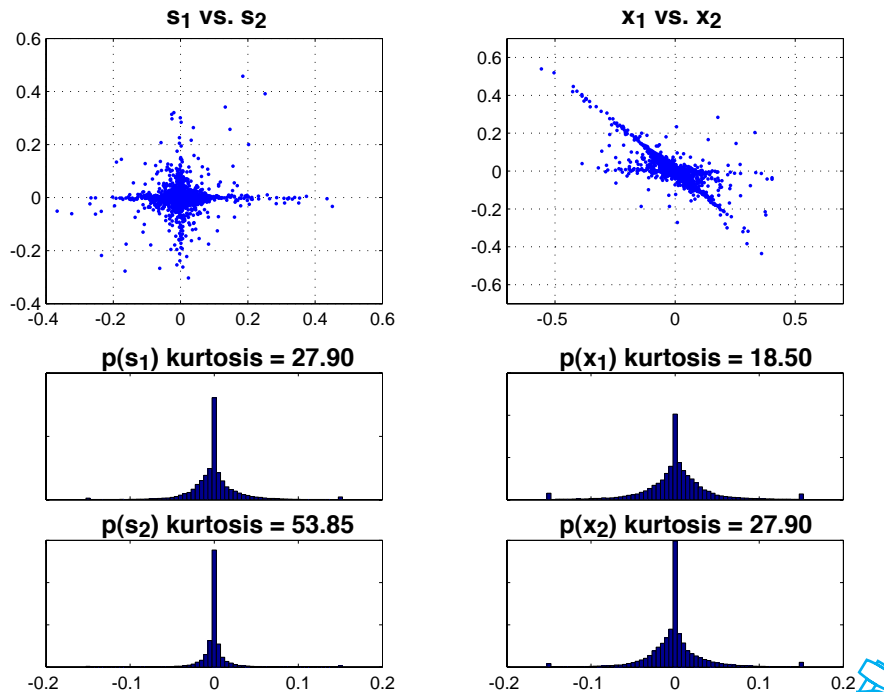 s1 vs. s2
0.6
0.4
0.2
0
-0.2
-0.4
-0.4 -0.2 0 0.2 0.4 0.6
x1 vs. x2
0.6
0.4
0.2
0
-0.2
-0.4
-0.6
-0.5 0 0.5
p(s1) kurtosis = 27.90
p(x1) kurtosis = 18.50
p(s2) kurtosis = 53.85
-0.2 -0.1 0 0.1 0.2
p(x2) kurtosis = 27.90
-0.2 -0.1 0 0.1 0.2